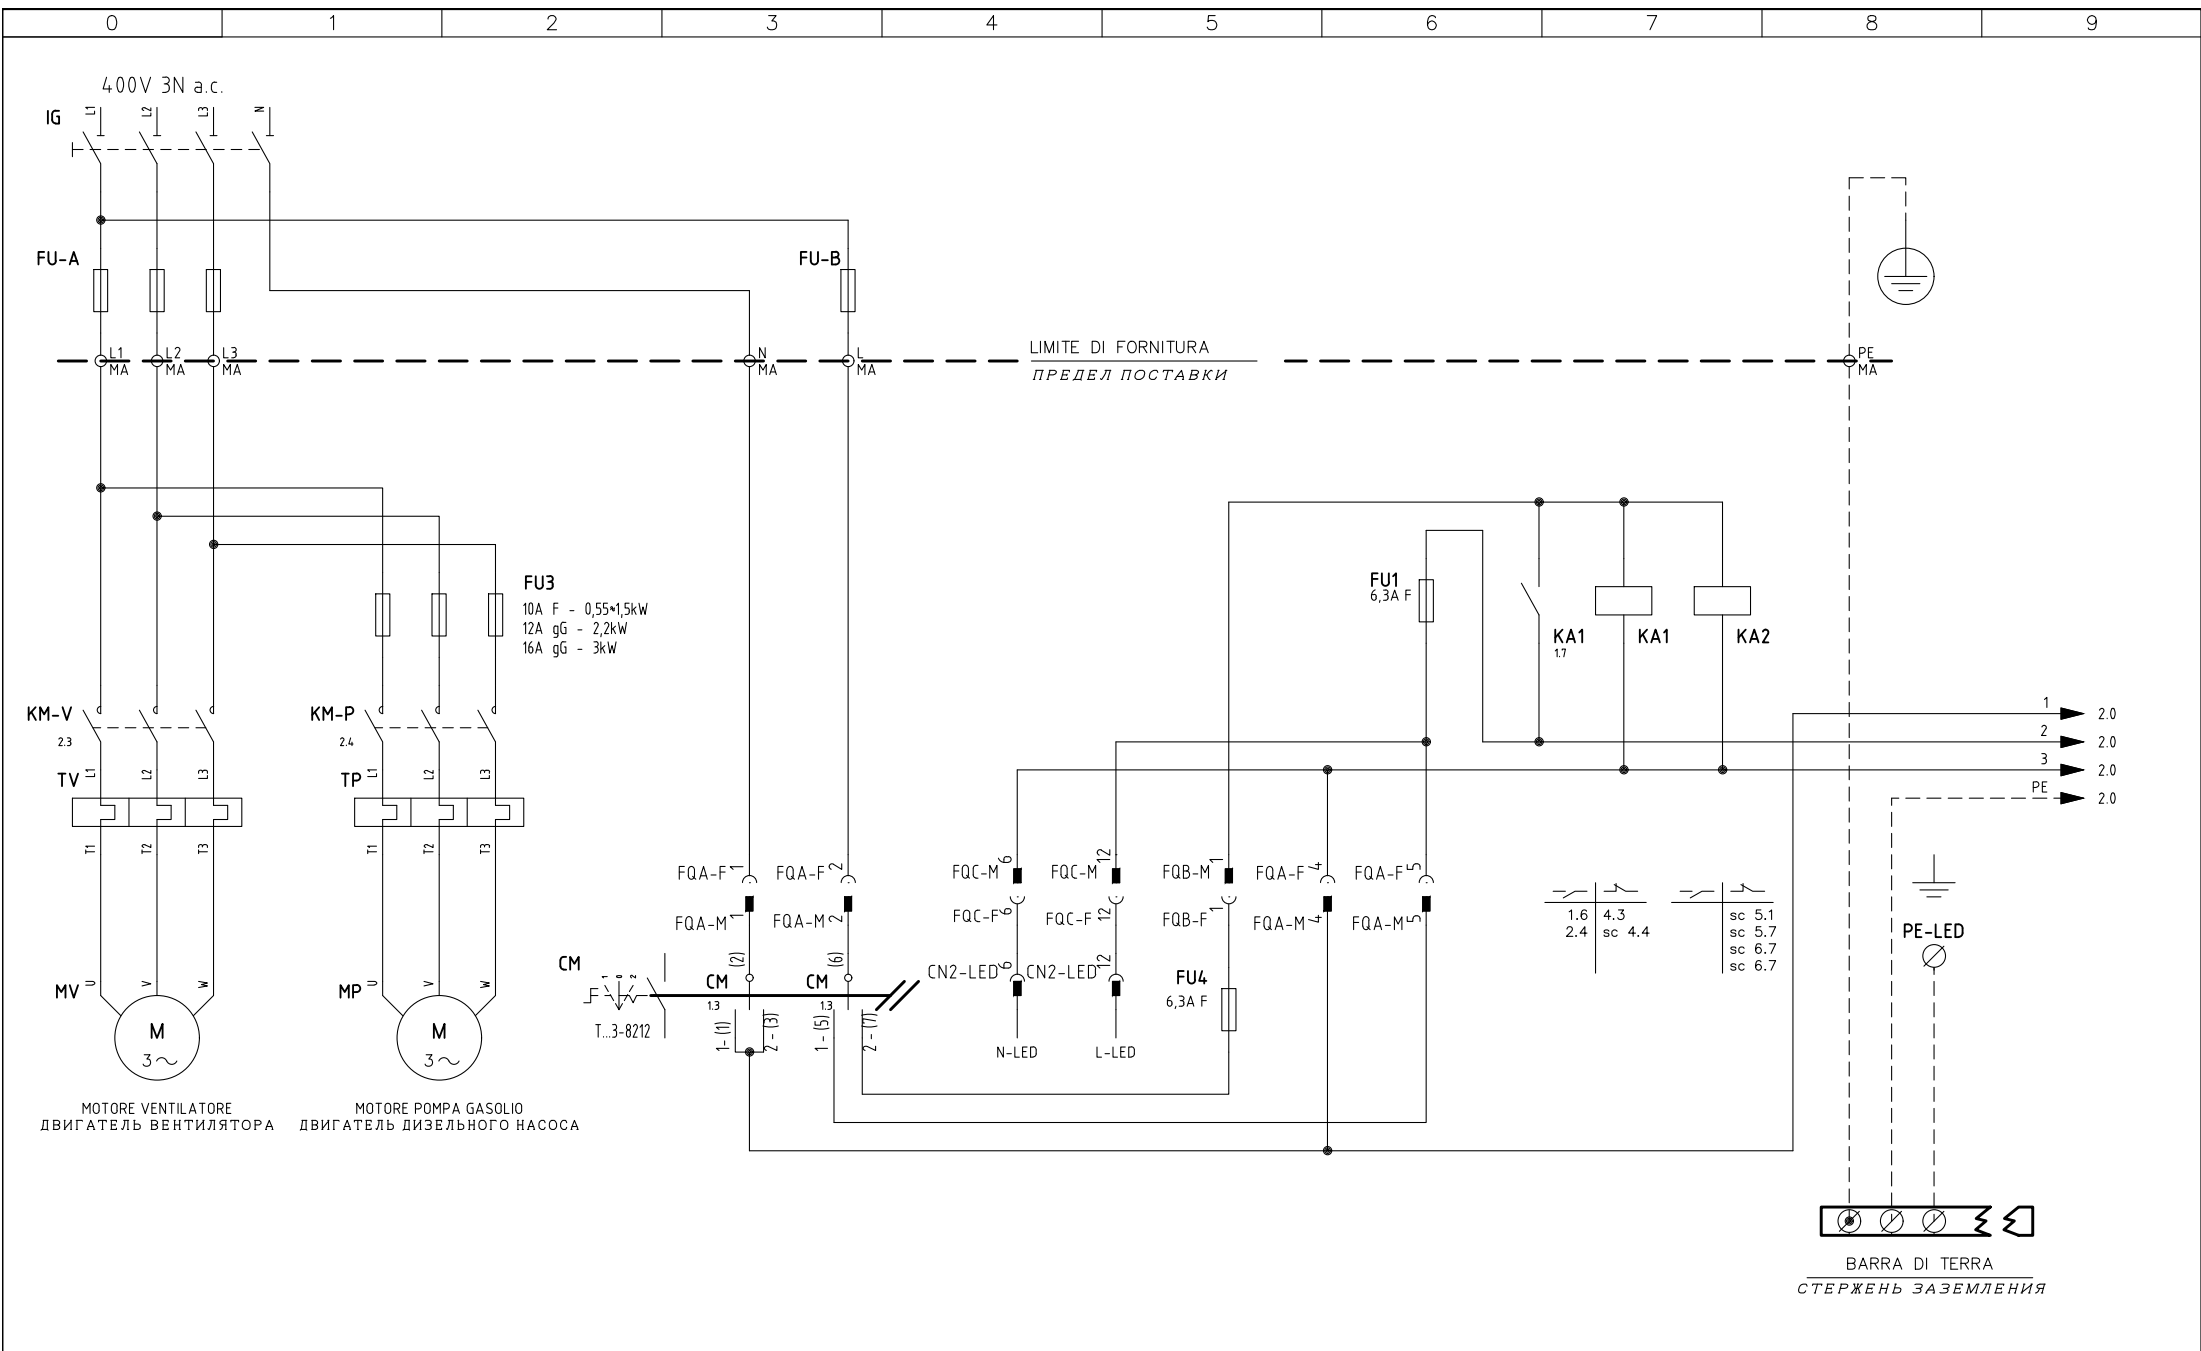 0 1 2 3 4 5 6 7 8 9
400V 3N a.c.
IG
L1 L2 L3 N
FU-A
FU-B
L1 L2 L3 N L PE
MA MA MA MA MA MA
LIMITE DI FORNITURA
ПРЕДЕЛ ПОСТАВКИ
FU3
10A F - 0,55÷1,5kW
12A gG - 2,2kW
16A gG - 3kW
FU1
6,3A F
KA1
1.7
KA1
KA2
KM-V
2.3
KM-P
2.4
1 2.0
2 2.0
3 2.0
PE 2.0
TV L1 L2 L3
TP L1 L2 L3
T1 T2 T3
T1 T2 T3
FQA-F 1
FQA-F 2
FQC-M 6
FQC-M 12
FQB-M 1
FQA-F 4
FQA-F 5
FQA-M 1
FQA-M 2
FQC-F 6
FQC-F 12
FQB-F 1
FQA-M 4
FQA-M 5
1.6 4.3
2.4 sc 4.4
sc 5.1
sc 5.7
sc 6.7
sc 6.7
PE-LED
CM
1 0 2
T...3-8212
(2)
CM
1.3
1- (1)
2 - (3)
(6)
CM
1.3
1 - (5)
2 - (7)
CN2-LED 6
CN2-LED 12
N-LED
L-LED
FU4
6,3A F
MV U V W
MP U V W
M
3
M
3
MOTORE VENTILATORE
ДВИГАТЕЛЬ ВЕНТИЛЯТОРА
MOTORE POMPA GASOLIO
ДВИГАТЕЛЬ ДИЗЕЛЬНОГО НАСОСА
BARRA DI TERRA
СТЕРЖЕНЬ ЗАЗЕМЛЕНИЯ